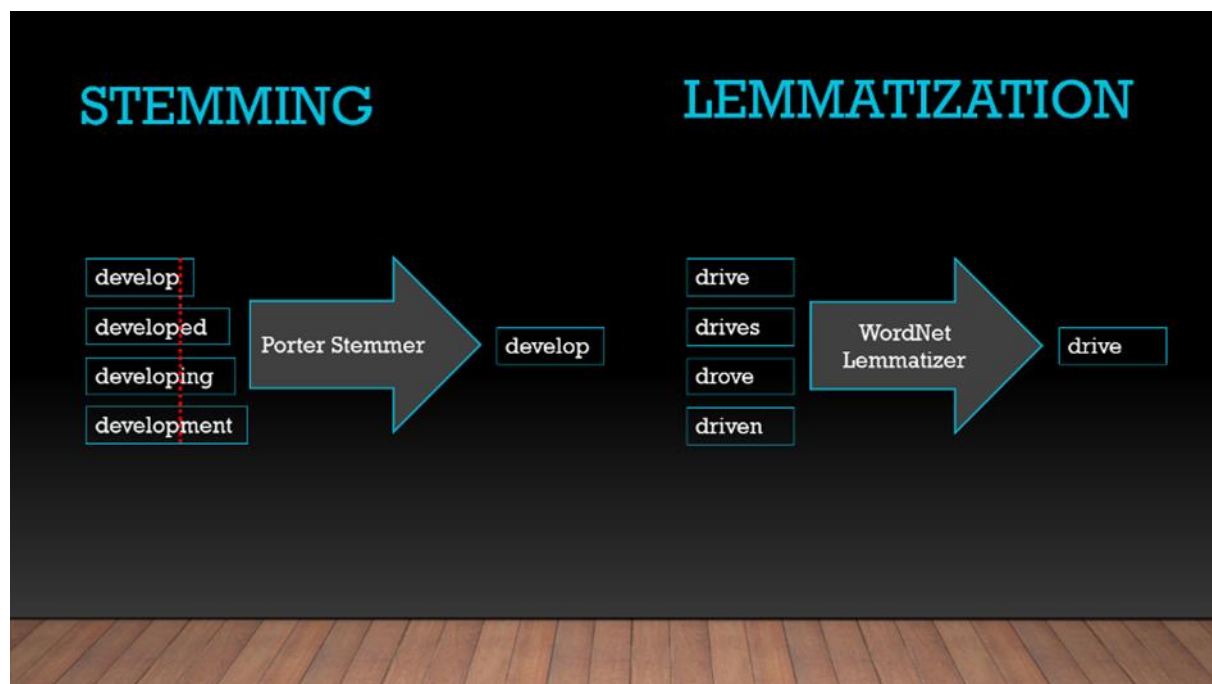 STEMMING
develop
developed
developing
development
Porter Stemmer
develop
LEMMATIZATION
drive
drives
drove
driven
WordNet
Lemmatizer
drive